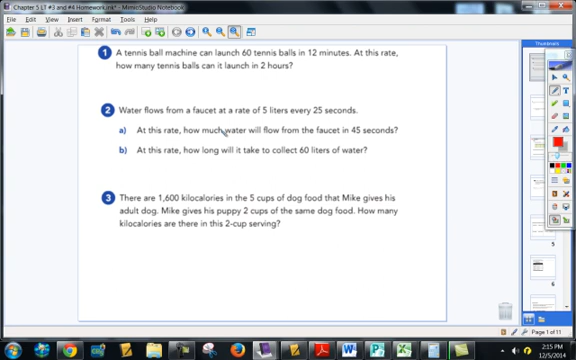 Chapter 5 LT #3 and #4 Homework.ink* - MimioStudio Notebook
File Edit View Insert Format Tools Help
Thumbnails
1 A tennis ball machine can launch 60 tennis balls in 12 minutes. At this rate,
how many tennis balls can it launch in 2 hours?
2 Water flows from a faucet at a rate of 5 liters every 25 seconds.
a) At this rate, how much water will flow from the faucet in 45 seconds?
b) At this rate, how long will it take to collect 60 liters of water?
3 There are 1,600 kilocalories in the 5 cups of dog food that Mike gives his
adult dog. Mike gives his puppy 2 cups of the same dog food. How many
kilocalories are there in this 2-cup serving?
5
6
Page 1 of 11
2:15 PM
12/5/2014